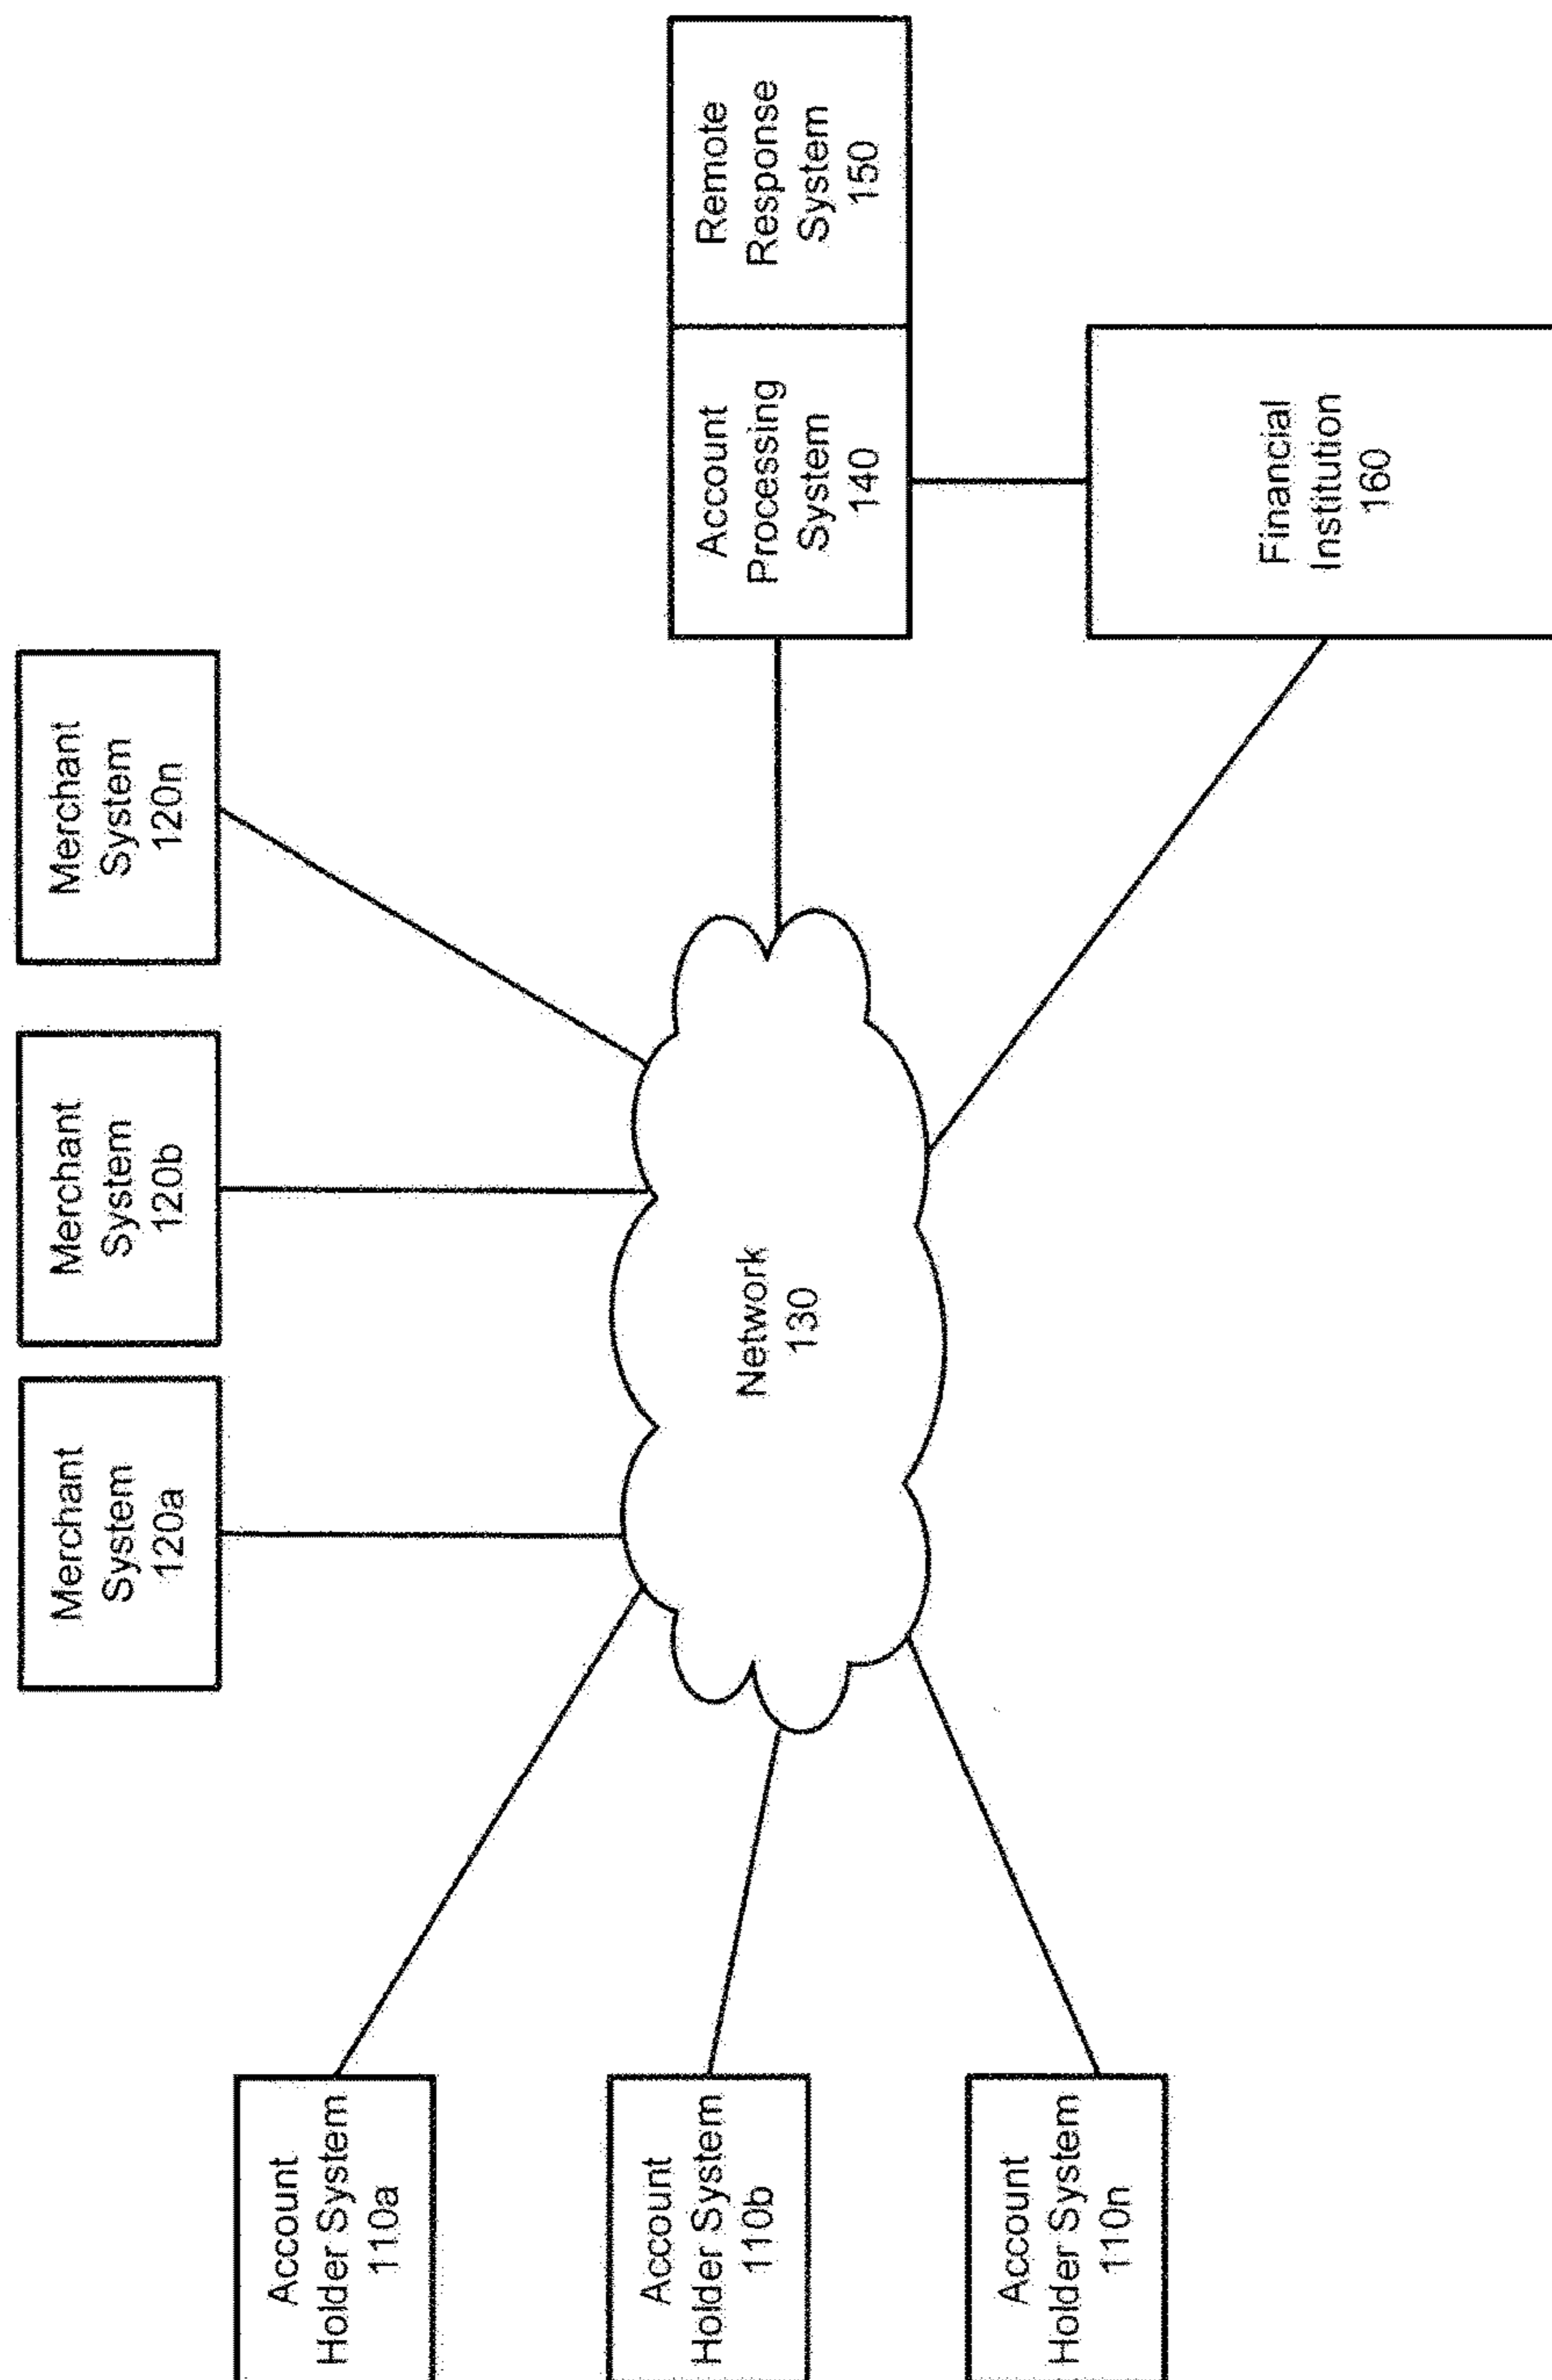 Merchant
System
120a
Merchant
System
120b
Merchant
System
120n
Account
Holder System
110a
Account
Holder System
110b
Account
Holder System
110n
Network
130
Account
Processing
System
140
Remote
Response
System
150
Financial
Institution
160